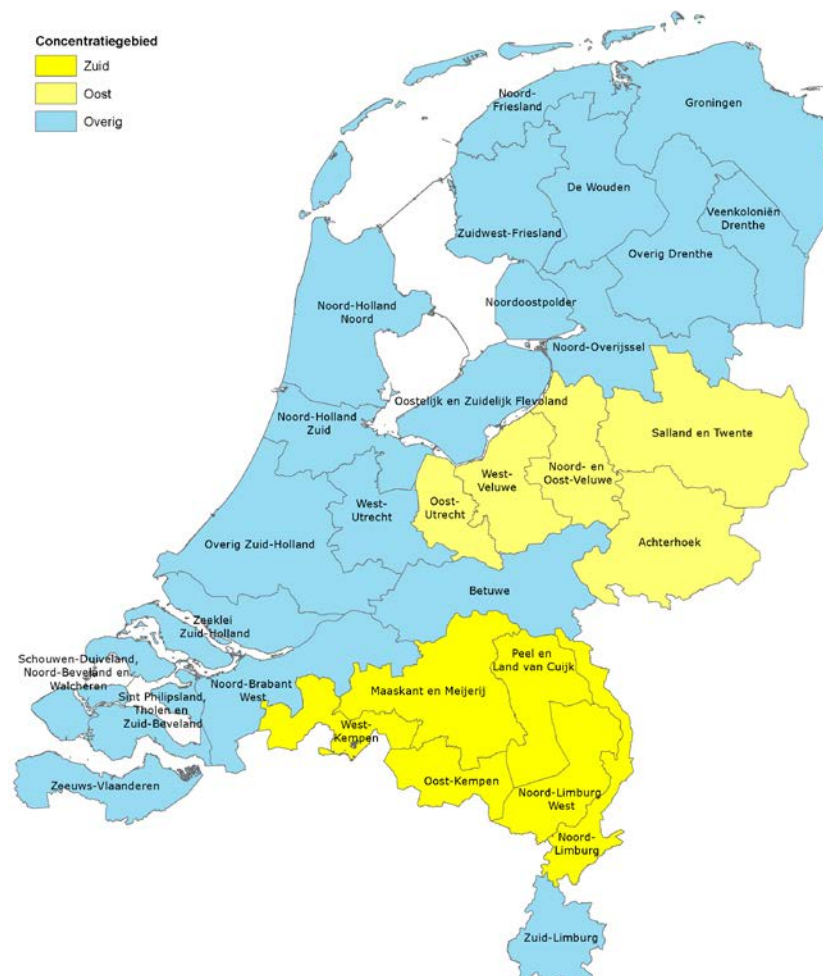 Concentratiegebied
Zuid
Oost
Overig
Noord-
Friesland
Groningen
De Wouden
Veenkoloniën
Drenthe
Zuidwest-Friesland
Overig Drenthe
Noord-Holland
Noord
Noordoostpolder
Noord-Overijssel
Oostelijk en Zuidelijk Flevoland
Noord-Holland
Zuid
Salland en Twente
West-
Veluwe
Noord- en
Oost-Veluwe
Oost-
Utrecht
West-
Utrecht
Overig Zuid-Holland
Achterhoek
Betuwe
Zeeklei
Zuid-Holland
Peel en
Land van Cuijk
Schouwen-Duiveland,
Noord-Beveland en
Walcheren
Noord-Brabant
West
Maaskant en Meijerij
Sint Philipsland,
Tholen en
Zuid-Beveland
West-
Kempen
Oost-Kempen
Zeeuws-Vlaanderen
Noord-Limburg
West
Noord-
Limburg
Zuid-Limburg